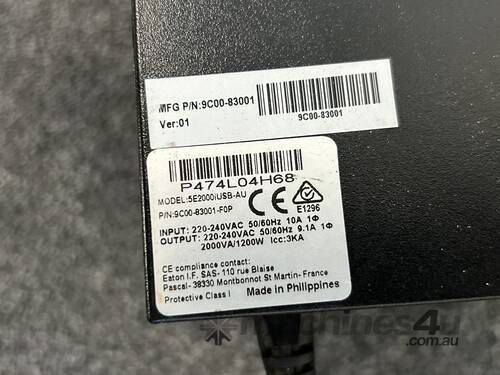 MFG P/N:9C00-83001
Ver:01
9C00-83001
P474L04H68
MODEL:5E2000iUSB-AU
P/N:9C00-83001-F0P
CE
E1296
INPUT: 220-240VAC 50/60Hz 10A 1Φ
OUTPUT: 220-240VAC 50/60Hz 9.1A 1Φ
2000VA/1200W Icc:3KA
CE compliance contact:
Eaton I.F. SAS- 110 rue Blaise
Pascal- 38330 Montbonnot St Martin- France
Protective Class I
Made in Philippines
machines4u
.com.au